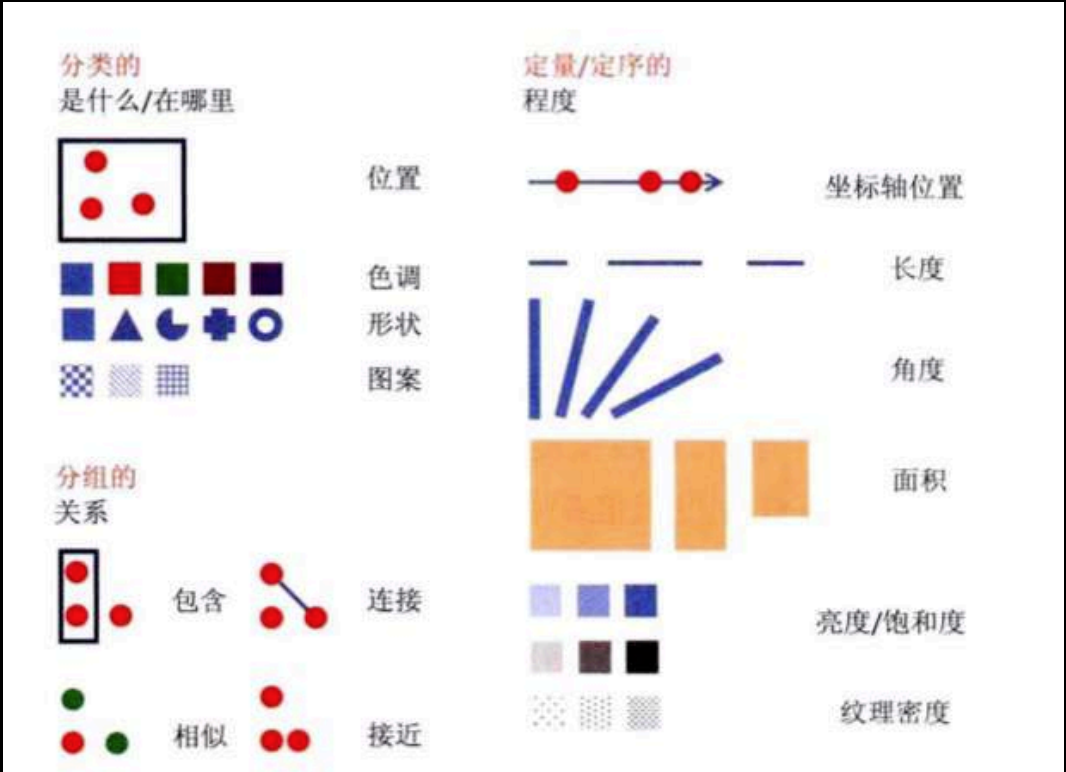 分类的
是什么/在哪里
位置
色调
形状
图案
分组的
关系
包含
连接
相似
接近
定量/定序的
程度
坐标轴位置
长度
角度
面积
亮度/饱和度
纹理密度